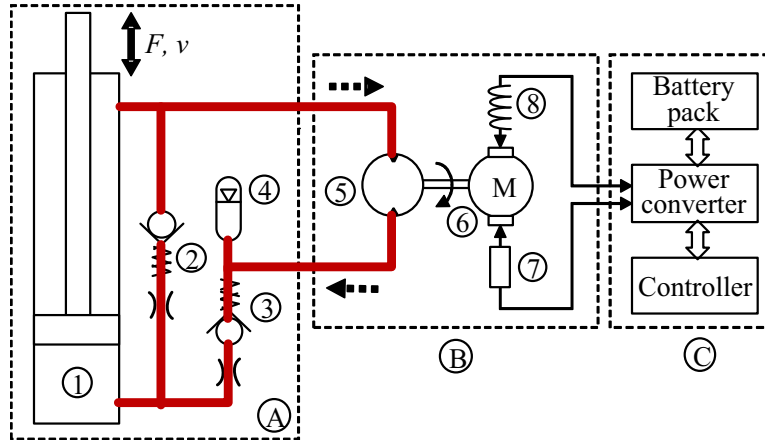 F, v
8
Battery
pack
4
5
M
Power
converter
2
6
3
7
Controller
1
A
B
C